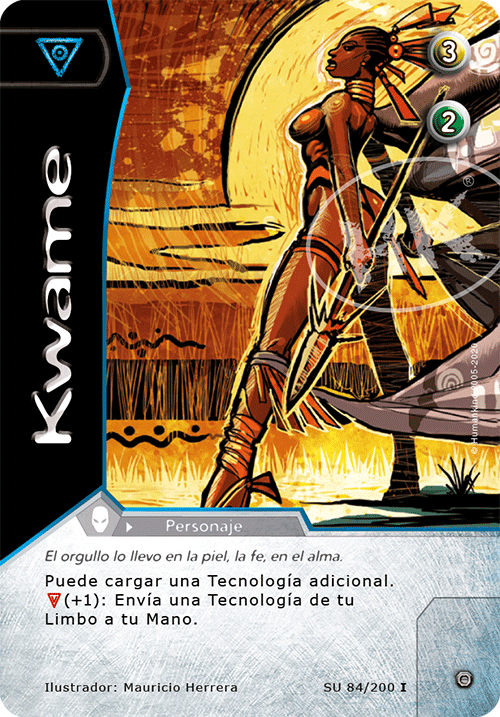 3
2
Kwame
®
© HumanKind 2005-2020
Personaje
El orgullo lo llevo en la piel, la fe, en el alma.
Puede cargar una Tecnología adicional.
(+1): Envía una Tecnología de tu
Limbo a tu Mano.
Ilustrador: Mauricio Herrera
SU 84/200 I